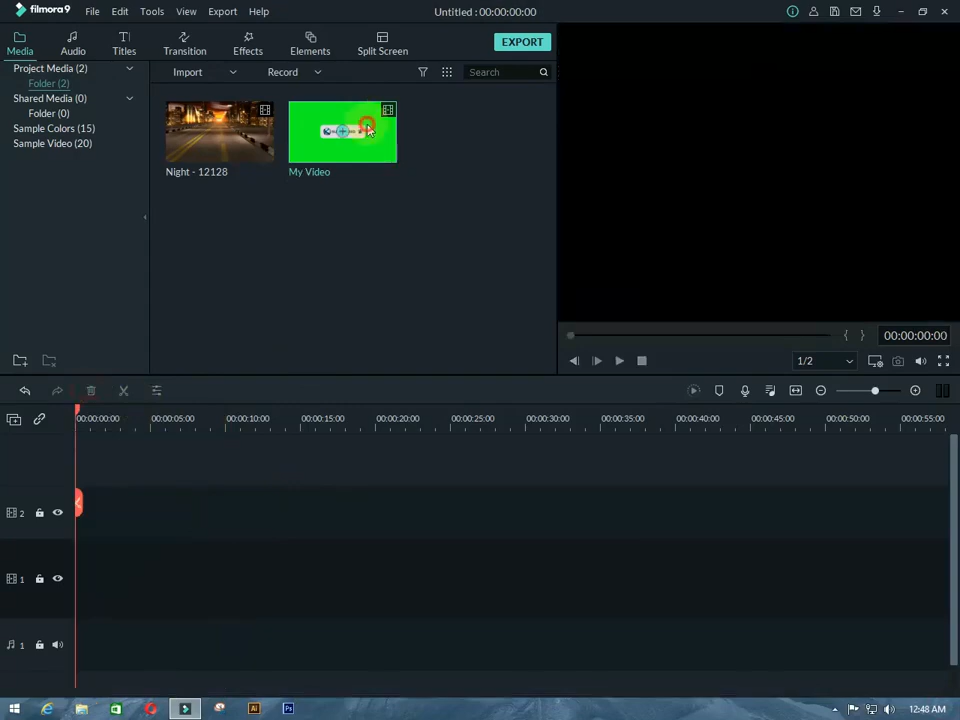 filmora9 File Edit Tools View Export Help Untitled : 00:00:00:00
Media Audio Titles Transition Effects Elements Split Screen EXPORT
Project Media (2) Import Record Search
Folder (2)
Shared Media (0)
Folder (0)
Sample Colors (15)
Sample Video (20)
Night - 12128 My Video
00:00:00:00
1/2
00:00:00:00 00:00:05:00 00:00:10:00 00:00:15:00 00:00:20:00 00:00:25:00 00:00:30:00 00:00:35:00 00:00:40:00 00:00:45:00 00:00:50:00 00:00:55:00
2
1
1
Ai Ps 12:48 AM